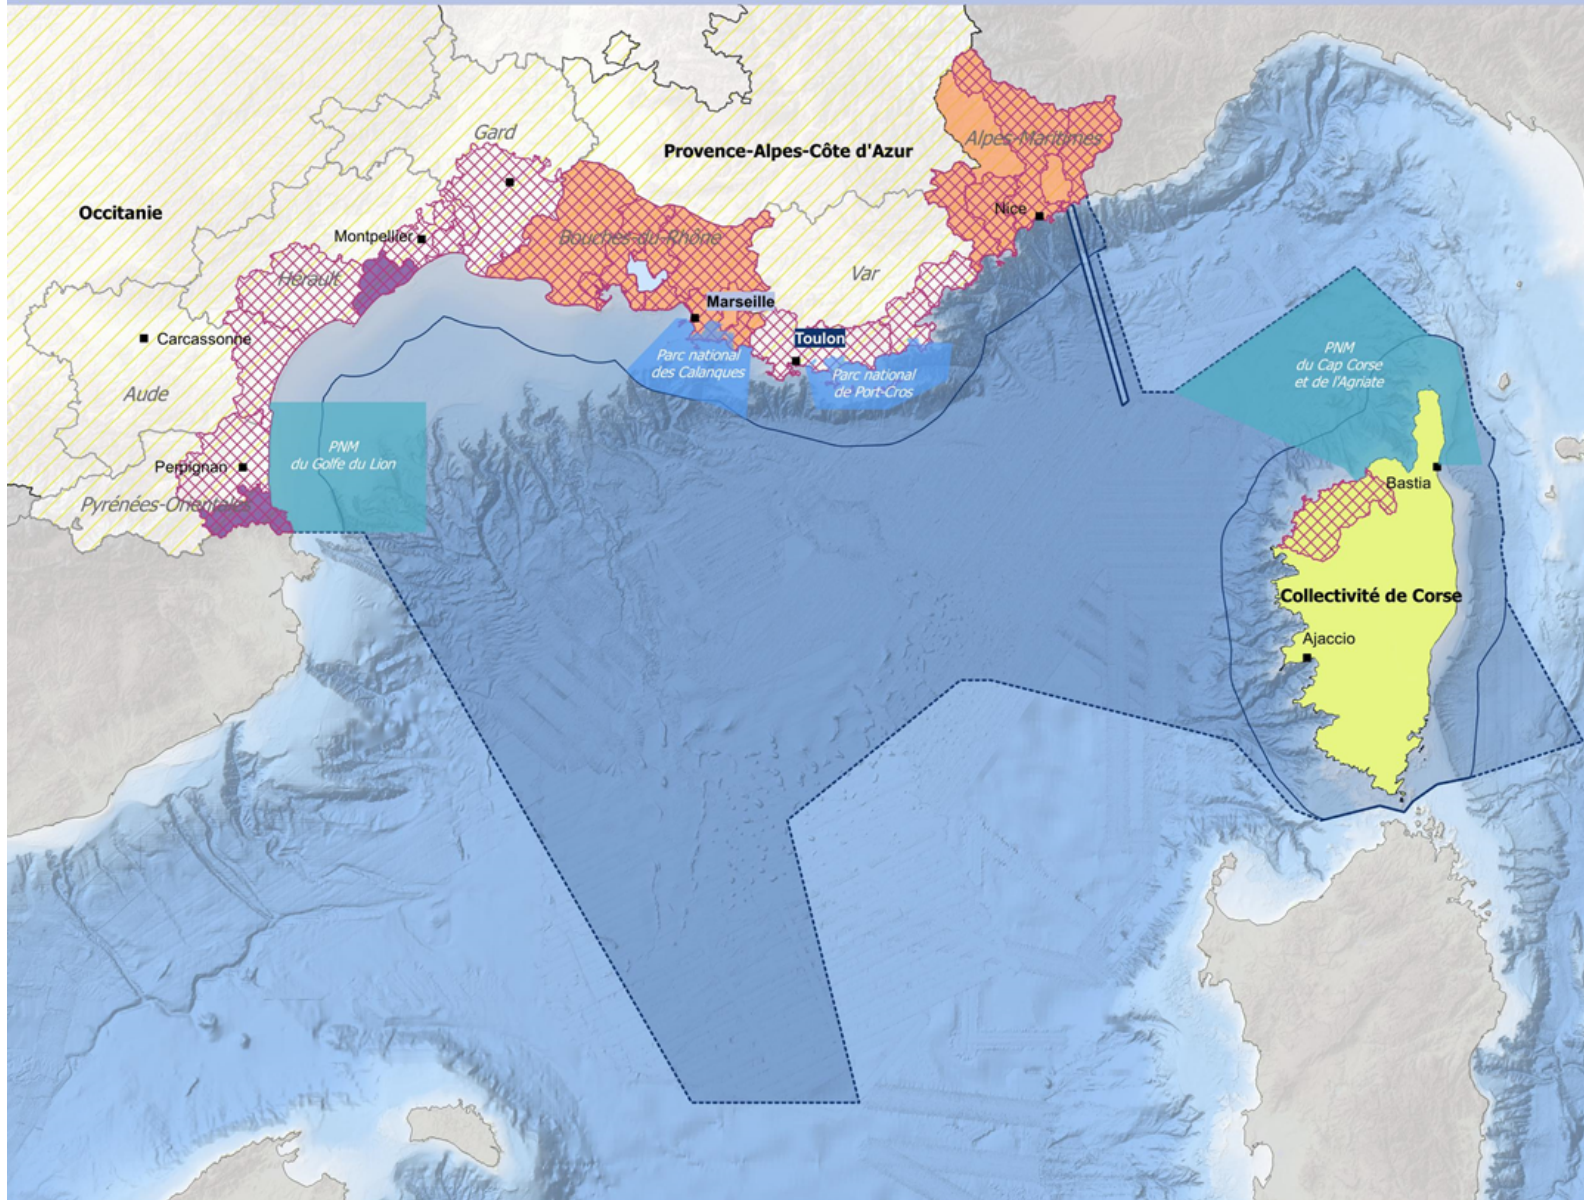 Gard
Alpes-Maritimes
Provence-Alpes-Côte d'Azur
Occitanie
Nice
Montpellier
Bouches-du-Rhône
Hérault
Var
Marseille
Carcassonne
Toulon
Parc national
des Calanques
Parc national
de Port-Cros
PNM
du Cap Corse
et de l'Agriate
Aude
PNM
du Golfe du Lion
Perpignan
Bastia
Pyrénées-Orientales
Collectivité de Corse
Ajaccio